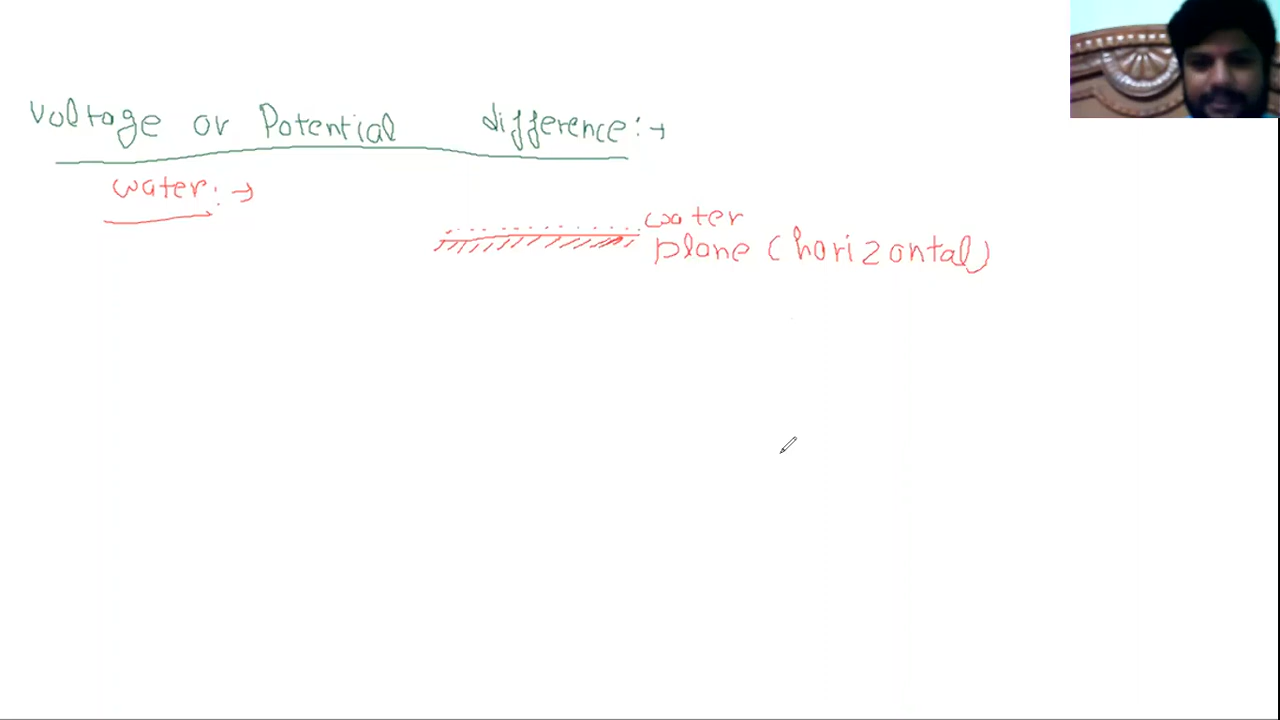 Voltage or Potential difference:→
water:→
water
plane (horizontal)